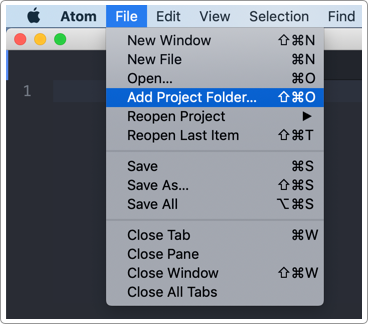 Atom File Edit View Selection Find
1
New Window ⇧⌘N
New File ⌘N
Open... ⌘O
Add Project Folder... ⇧⌘O
Reopen Project ▶
Reopen Last Item ⇧⌘T
Save ⌘S
Save As... ⇧⌘S
Save All ⌥⌘S
Close Tab ⌘W
Close Pane
Close Window ⇧⌘W
Close All Tabs